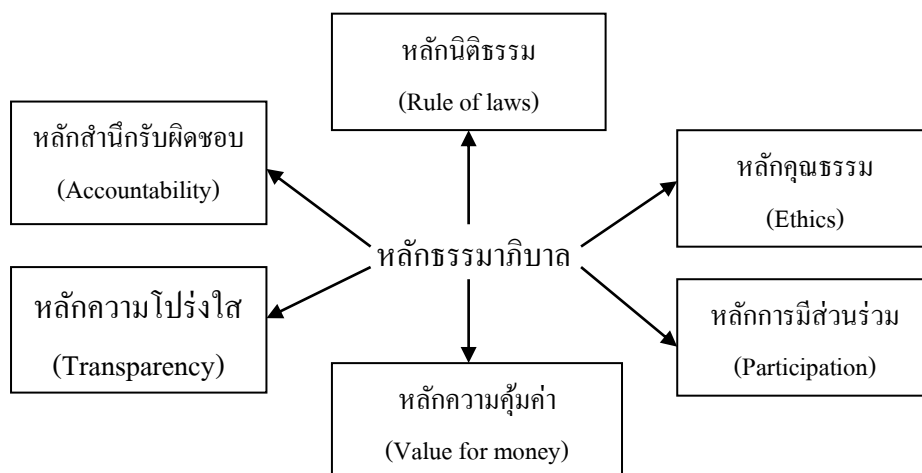 หลักนิติธรรม
(Rule of laws)
หลักสำนึกรับผิดชอบ
(Accountability)
หลักคุณธรรม
(Ethics)
หลักธรรมาภิบาล
หลักความโปร่งใส
(Transparency)
หลักการมีส่วนร่วม
(Participation)
หลักความคุ้มค่า
(Value for money)